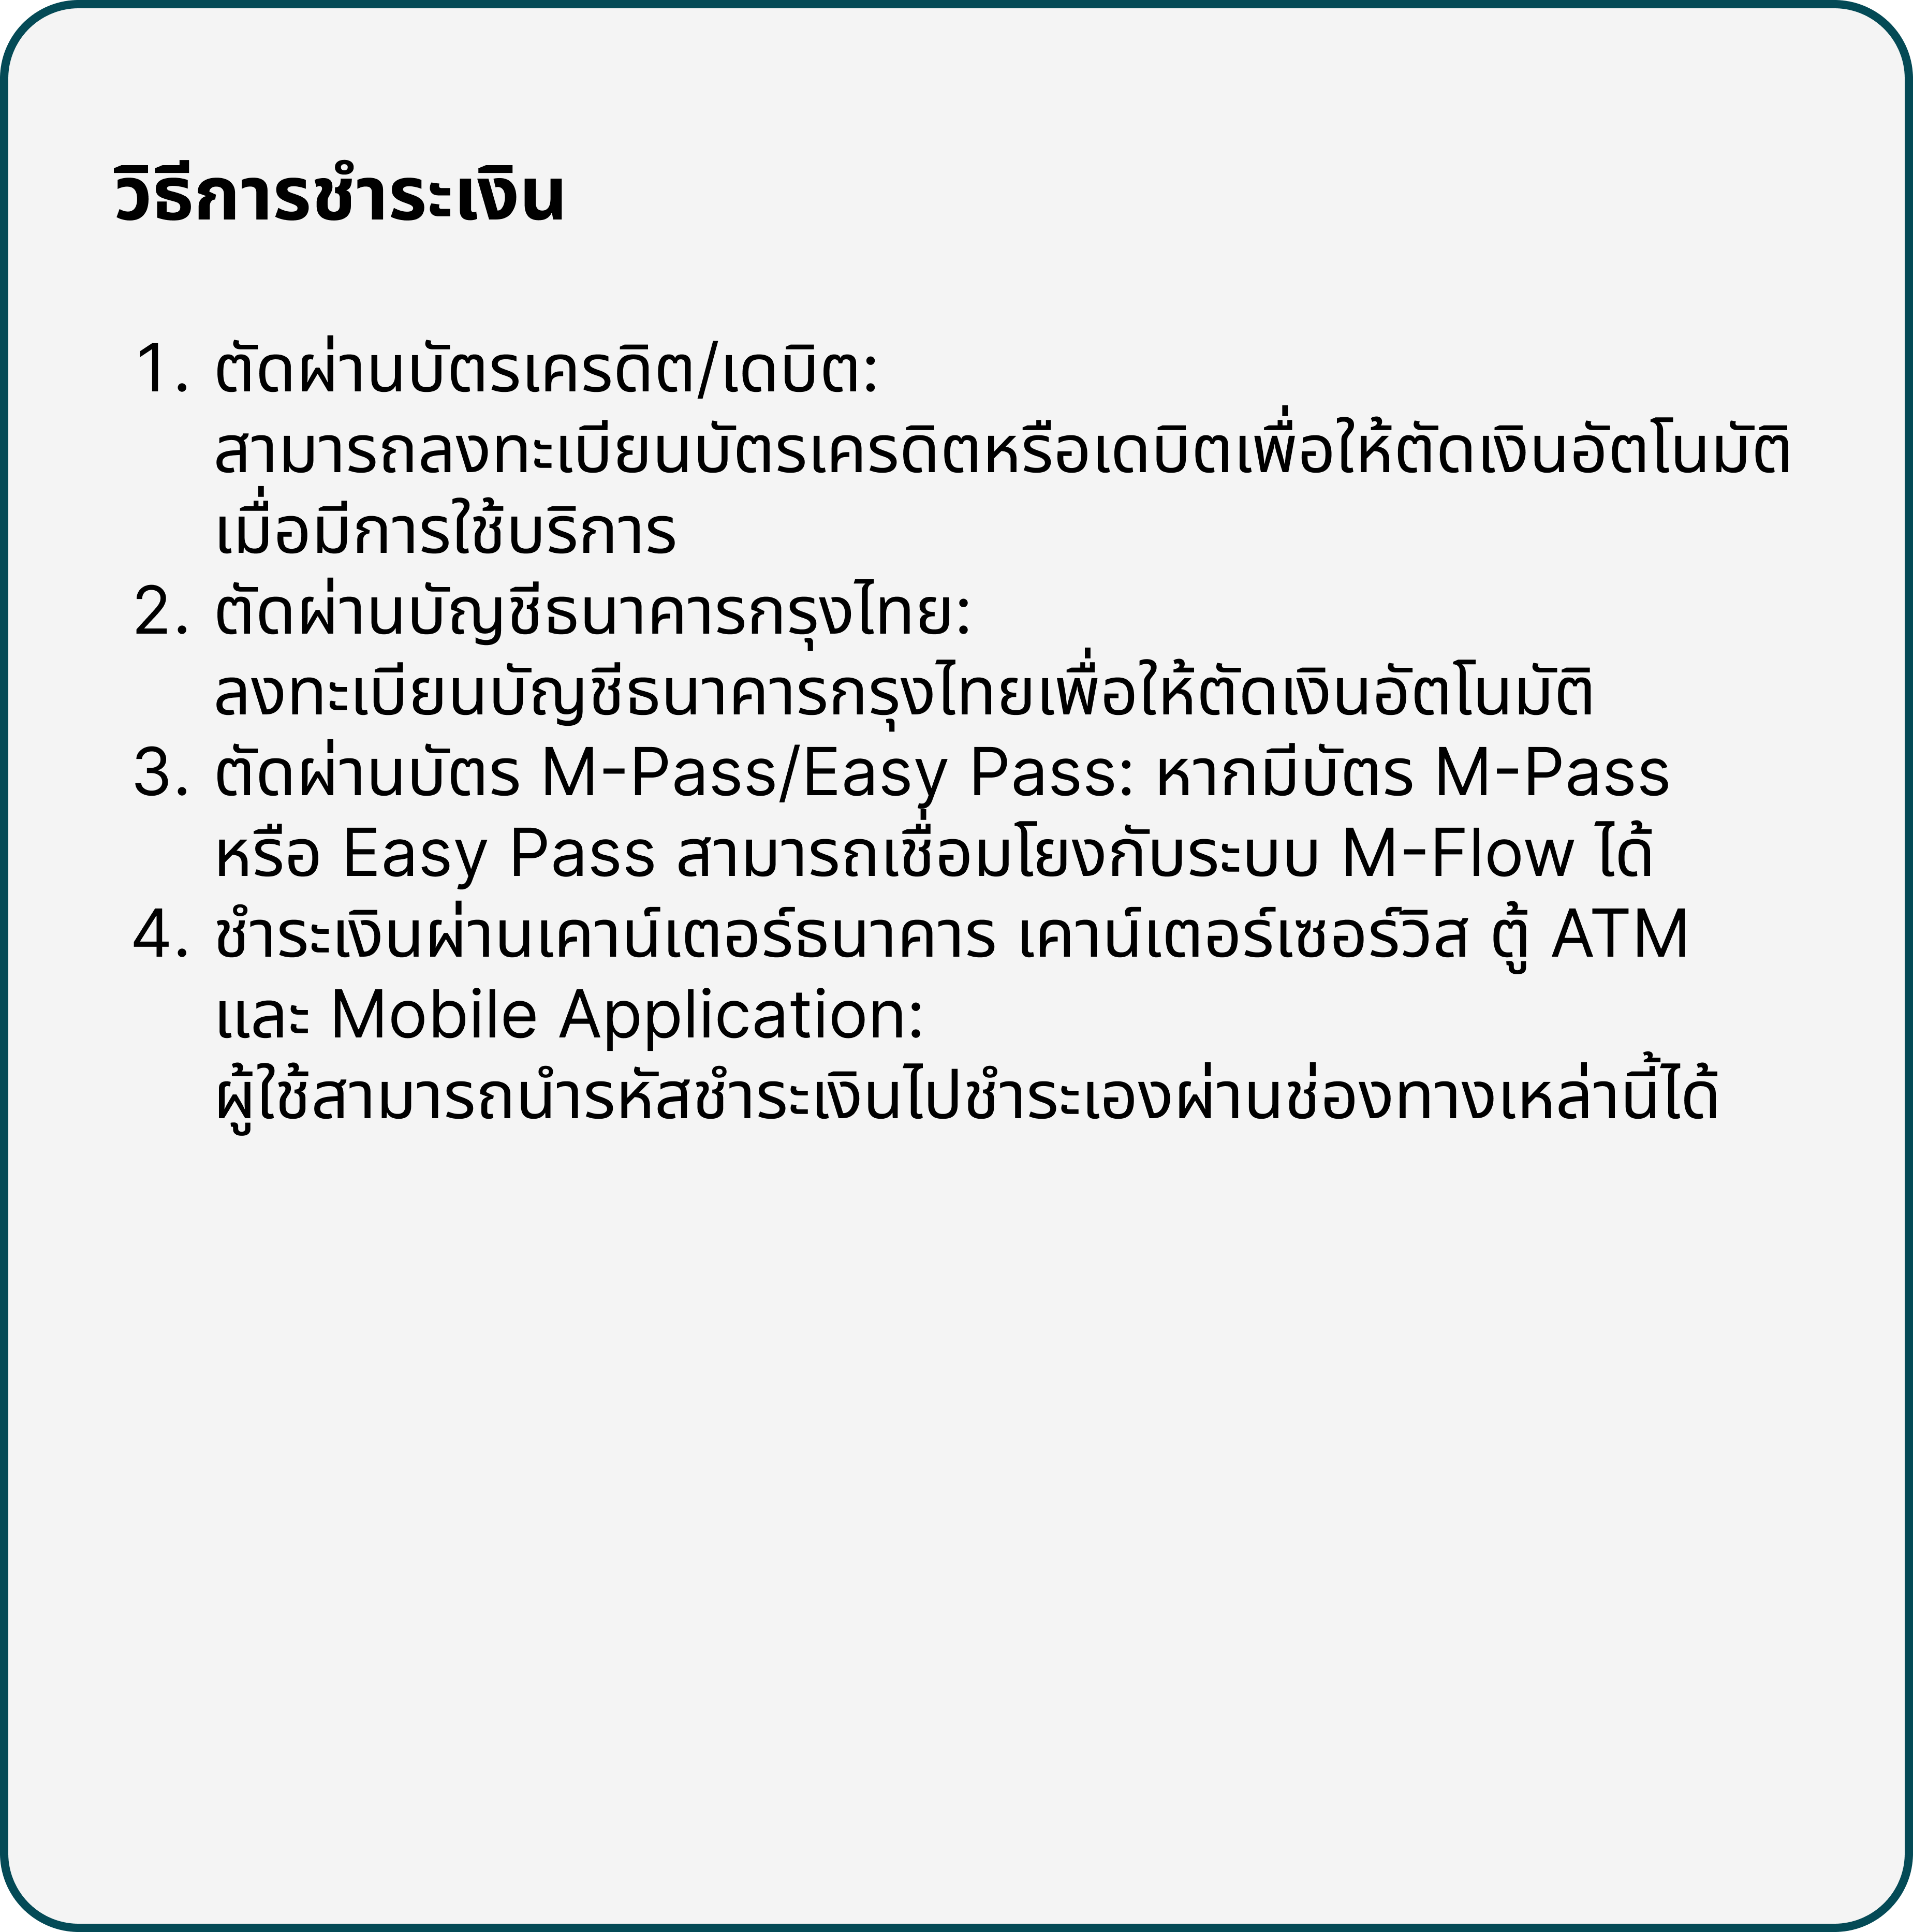 วิธีการชำระเงิน
1. ตัดผ่านบัตรเครดิต/เดบิต:
สามารถลงทะเบียนบัตรเครดิตหรือเดบิตเพื่อให้ตัดเงินอัตโนมัติ
เมื่อมีการใช้บริการ
2. ตัดผ่านบัญชีธนาคารกรุงไทย:
ลงทะเบียนบัญชีธนาคารกรุงไทยเพื่อให้ตัดเงินอัตโนมัติ
3. ตัดผ่านบัตร M-Pass/Easy Pass: หากมีบัตร M-Pass
หรือ Easy Pass สามารถเชื่อมโยงกับระบบ M-Flow ได้
4. ชำระเงินผ่านเคาน์เตอร์ธนาคาร เคาน์เตอร์เซอร์วิส ตู้ ATM
และ Mobile Application:
ผู้ใช้สามารถนำรหัสชำระเงินไปชำระเองผ่านช่องทางเหล่านี้ได้